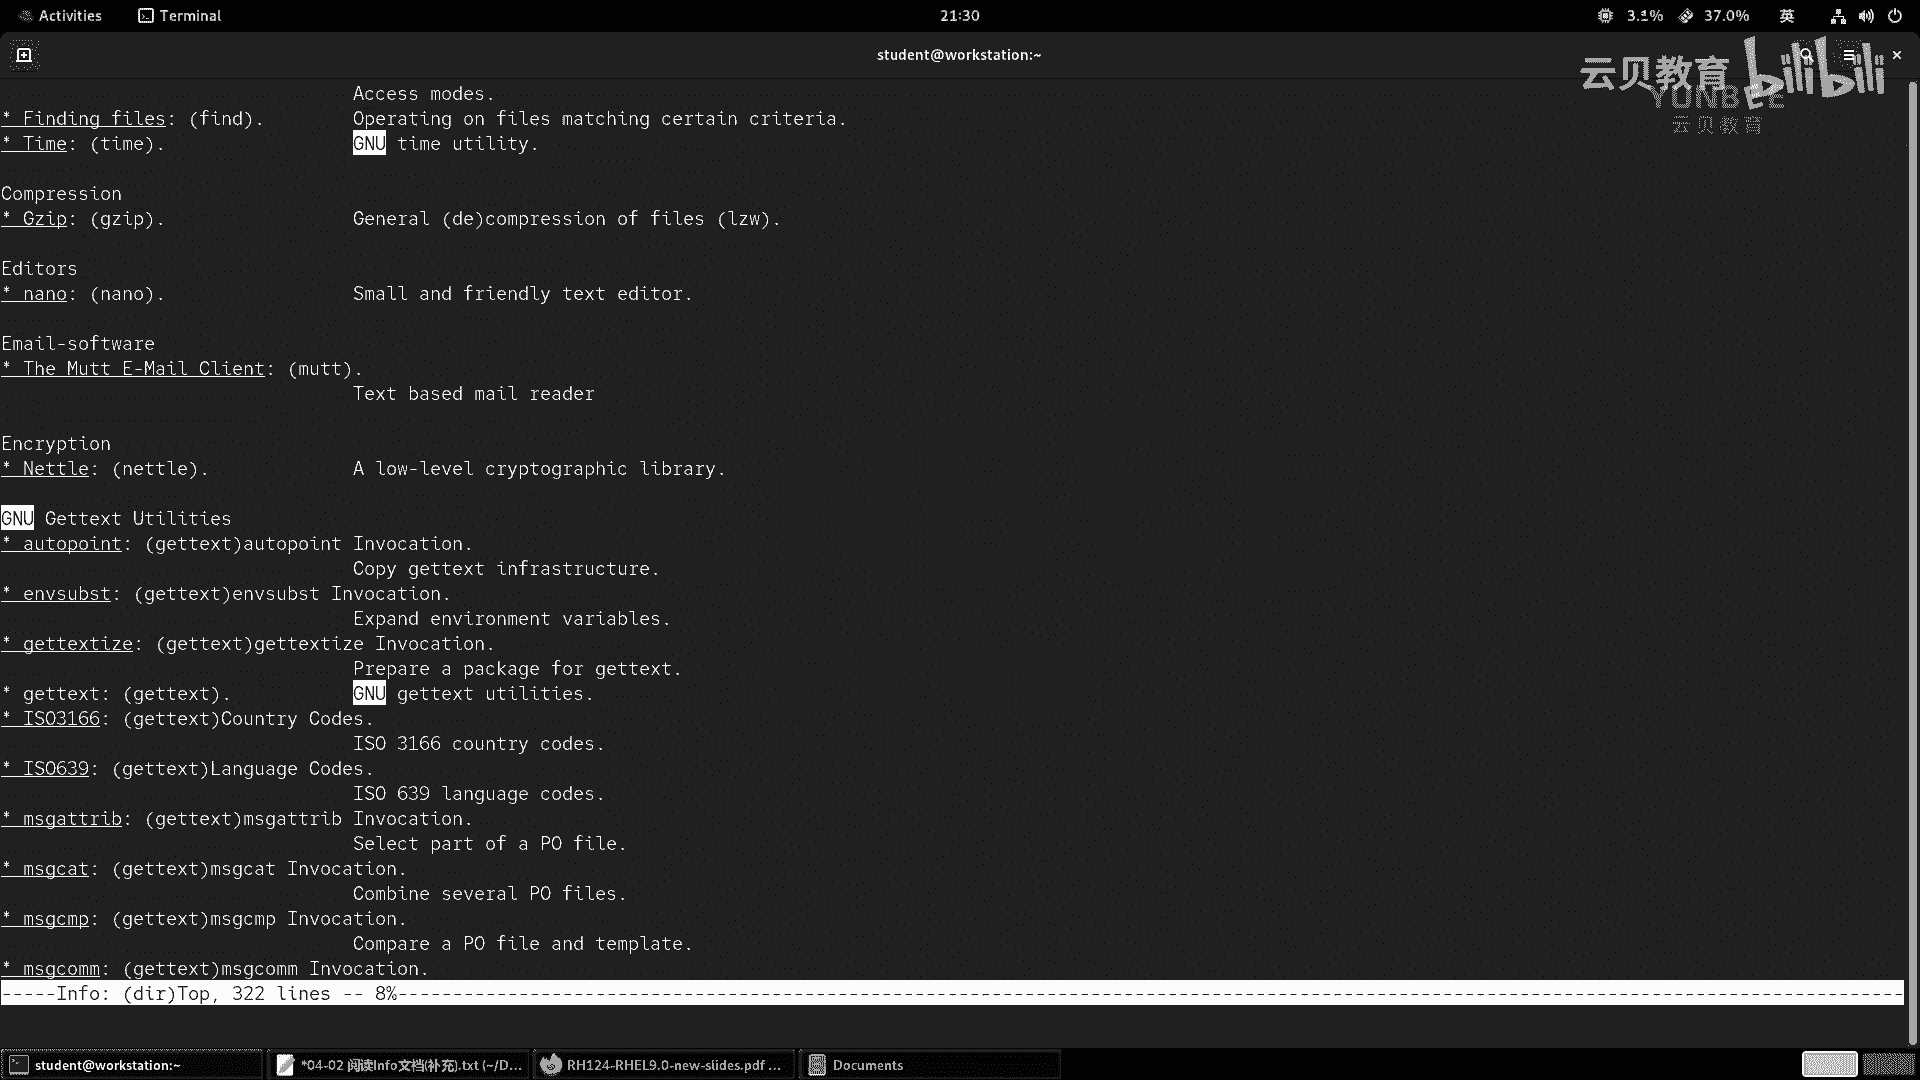 Activities
Terminal
21:30
3.1%
37.0%
英
student@workstation:~
云贝教育 bilibili
YUNBEE
云贝教育
Access modes.
* Finding files: (find). Operating on files matching certain criteria.
* Time: (time). GNU time utility.
Compression
* Gzip: (gzip). General (de)compression of files (lzw).
Editors
* nano: (nano). Small and friendly text editor.
Email-software
* The Mutt E-Mail Client: (mutt).
Text based mail reader
Encryption
* Nettle: (nettle). A low-level cryptographic library.
GNU Gettext Utilities
* autopoint: (gettext)autopoint Invocation.
Copy gettext infrastructure.
* envsubst: (gettext)envsubst Invocation.
Expand environment variables.
* gettextize: (gettext)gettextize Invocation.
Prepare a package for gettext.
* gettext: (gettext). GNU gettext utilities.
* ISO3166: (gettext)Country Codes.
ISO 3166 country codes.
* ISO639: (gettext)Language Codes.
ISO 639 language codes.
* msgattrib: (gettext)msgattrib Invocation.
Select part of a PO file.
* msgcat: (gettext)msgcat Invocation.
Combine several PO files.
* msgcmp: (gettext)msgcmp Invocation.
Compare a PO file and template.
* msgcomm: (gettext)msgcomm Invocation.
-----Info: (dir)Top, 322 lines -- 8%-----------------------------------------------------------------------------------------------------------------------------------------
student@workstation:~
*04-02 阅读Info文档(补充).txt (~/D...
RH124-RHEL9.0-new-slides.pdf ...
Documents